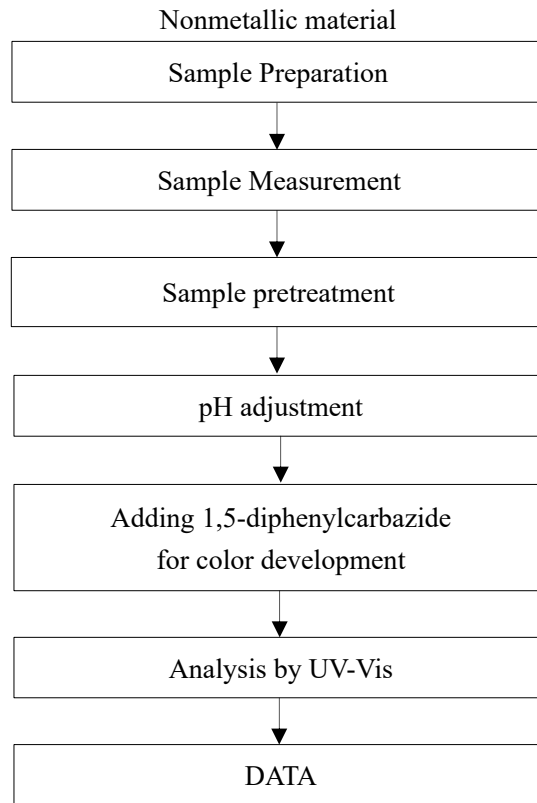 Nonmetallic material
Sample Preparation
Sample Measurement
Sample pretreatment
pH adjustment
Adding 1,5-diphenylcarbazide
for color development
Analysis by UV-Vis
DATA